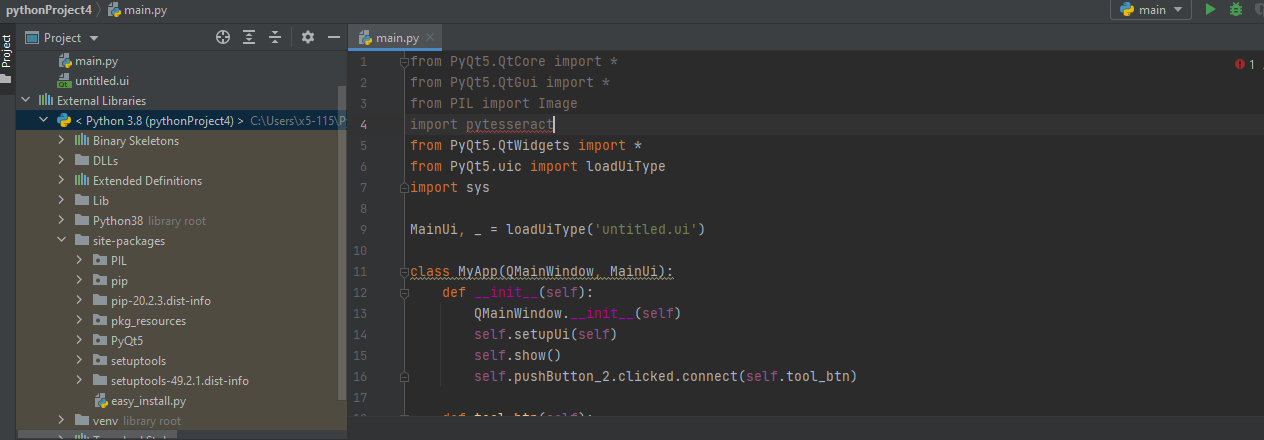 pythonProject4 main.py
main
Project
Project
main.py
untitled.ui
External Libraries
< Python 3.8 (pythonProject4) > C:\Users\x5-115\P
Binary Skeletons
DLLs
Extended Definitions
Lib
Python38 library root
site-packages
PIL
pip
pip-20.2.3.dist-info
pkg_resources
PyQt5
setuptools
setuptools-49.2.1.dist-info
easy_install.py
venv library root
main.py
1
1 from PyQt5.QtCore import *
2 from PyQt5.QtGui import *
3 from PIL import Image
4 import pytesseract
5 from PyQt5.QtWidgets import *
6 from PyQt5.uic import loadUiType
7 import sys
8
9 MainUi, _ = loadUiType('untitled.ui')
10
11 class MyApp(QMainWindow, MainUi):
12 def __init__(self):
13 QMainWindow.__init__(self)
14 self.setupUi(self)
15 self.show()
16 self.pushButton_2.clicked.connect(self.tool_btn)
17
18 def tool_btn(self):